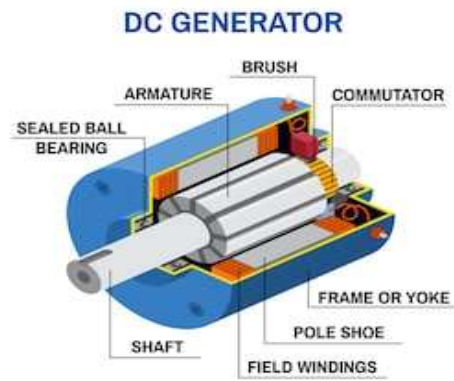 DC GENERATOR
BRUSH
ARMATURE
COMMUTATOR
SEALED BALL
BEARING
FRAME OR YOKE
POLE SHOE
SHAFT
FIELD WINDINGS